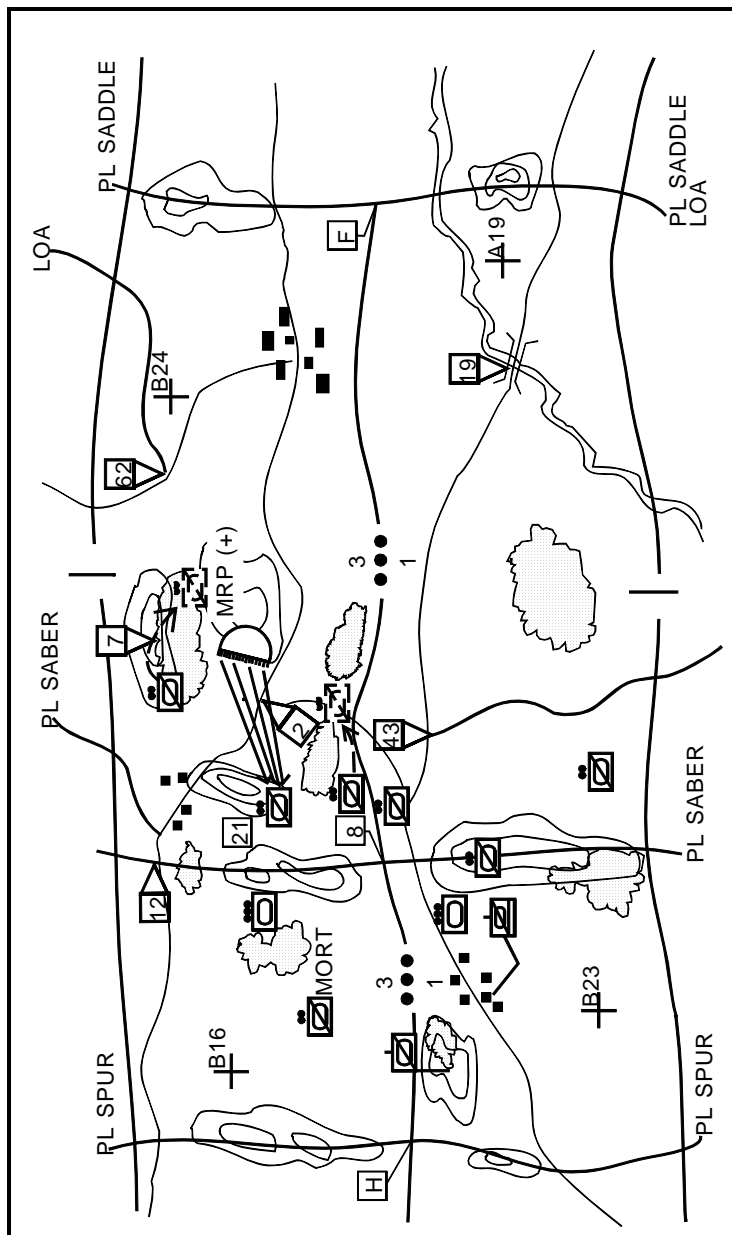 PL SADDLE
PL SADDLE
LOA
LOA
F
A19
B24
19
62
3
1
MRP (+)
7
PL SABER
2
43
21
8
PL SABER
12
MORT
3
1
B16
B23
PL SPUR
PL SPUR
H